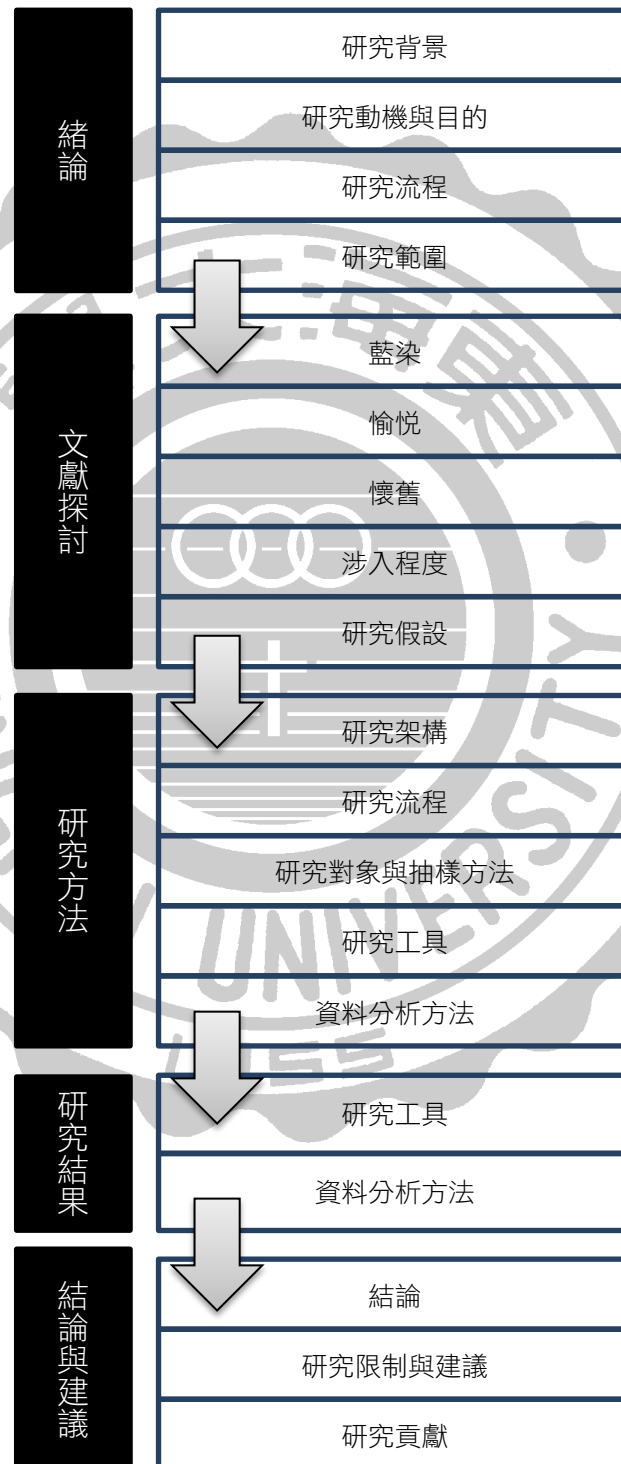 緒論
研究背景
研究動機與目的
研究流程
研究範圍
文獻探討
藍染
愉悅
懷舊
涉入程度
研究假設
研究方法
研究架構
研究流程
研究對象與抽樣方法
研究工具
資料分析方法
研究結果
研究工具
資料分析方法
結論與建議
結論
研究限制與建議
研究貢獻
大海東
UNIVERSITY
1955